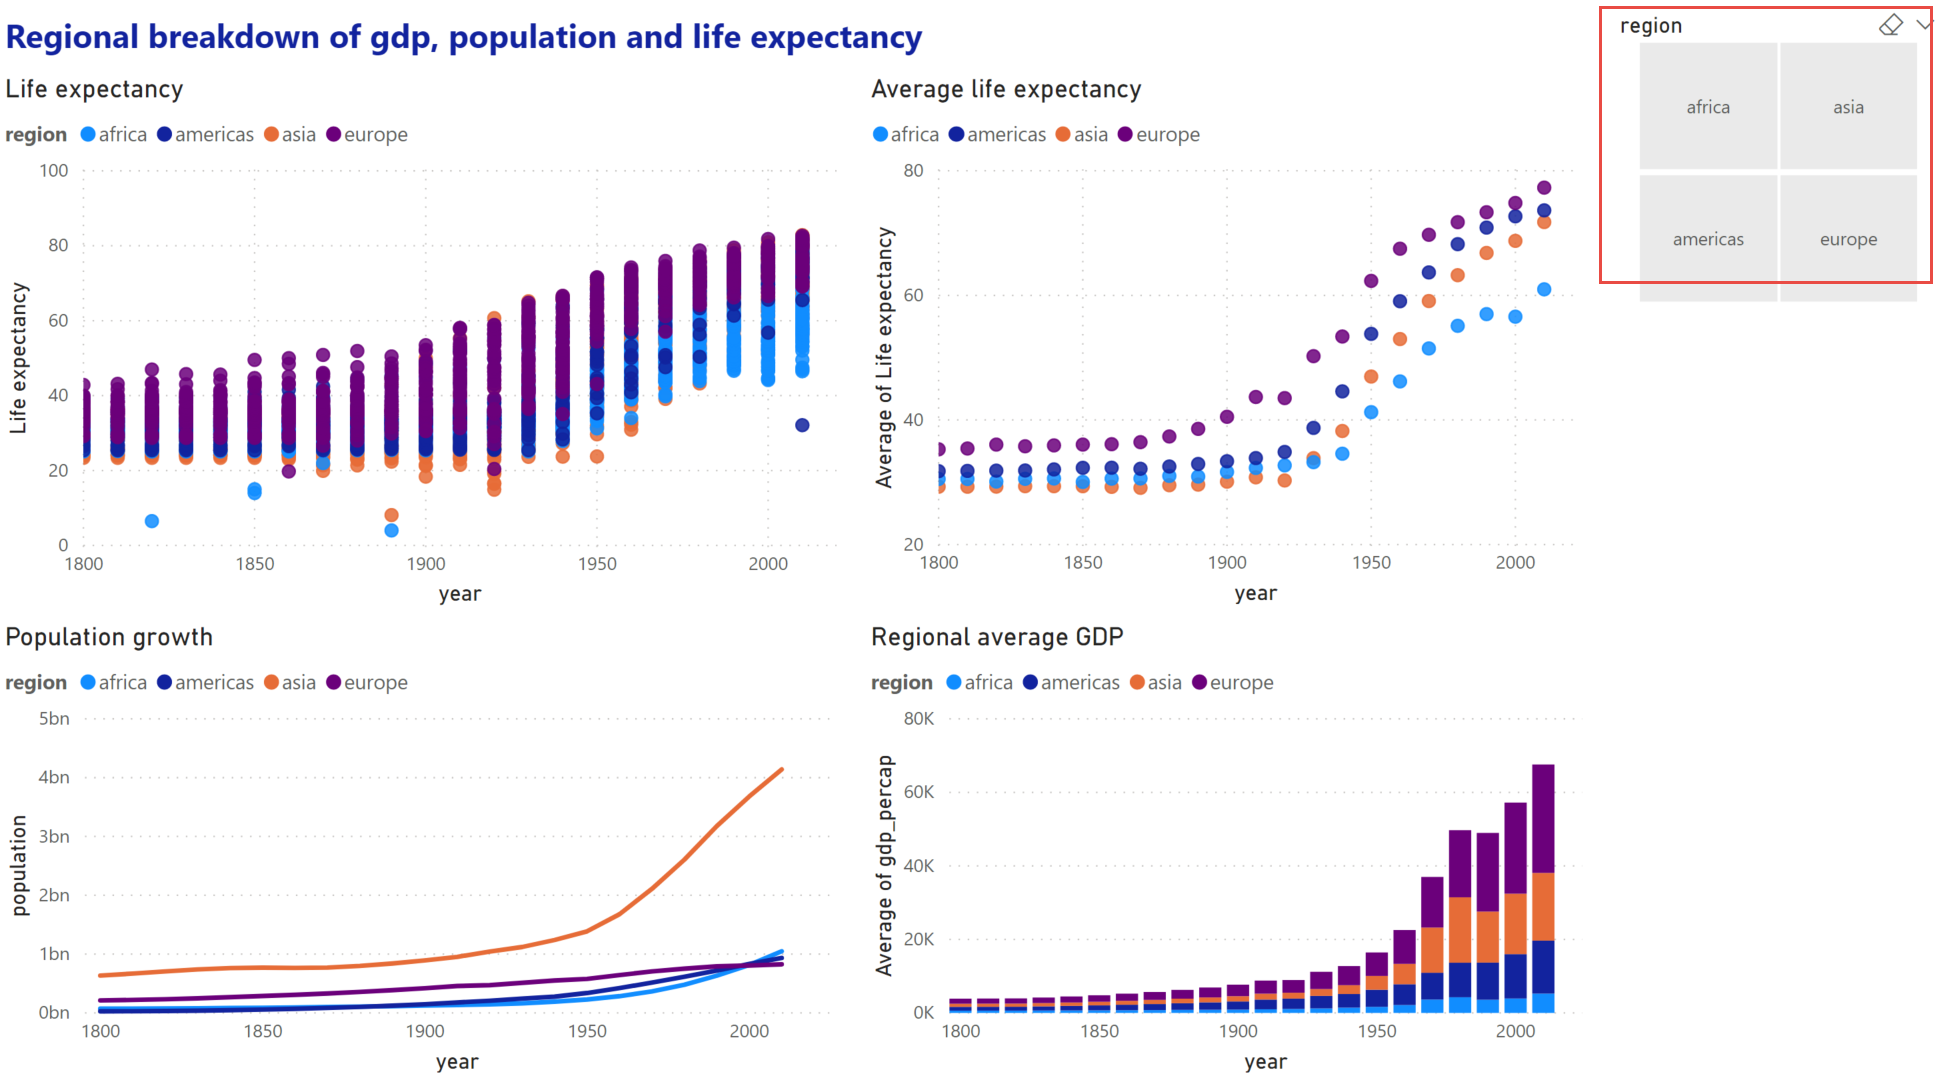 Regional breakdown of gdp, population and life expectancy
region
africa
asia
americas
europe
Life expectancy
region africa americas asia europe
100
80
60
40
20
0
Life expectancy
1800 1850 1900 1950 2000
year
Average life expectancy
africa americas asia europe
80
60
40
20
Average of Life expectancy
1800 1850 1900 1950 2000
year
Population growth
region africa americas asia europe
5bn
4bn
3bn
2bn
1bn
0bn
population
1800 1850 1900 1950 2000
year
Regional average GDP
region africa americas asia europe
80K
60K
40K
20K
0K
Average of gdp_percap
1800 1850 1900 1950 2000
year